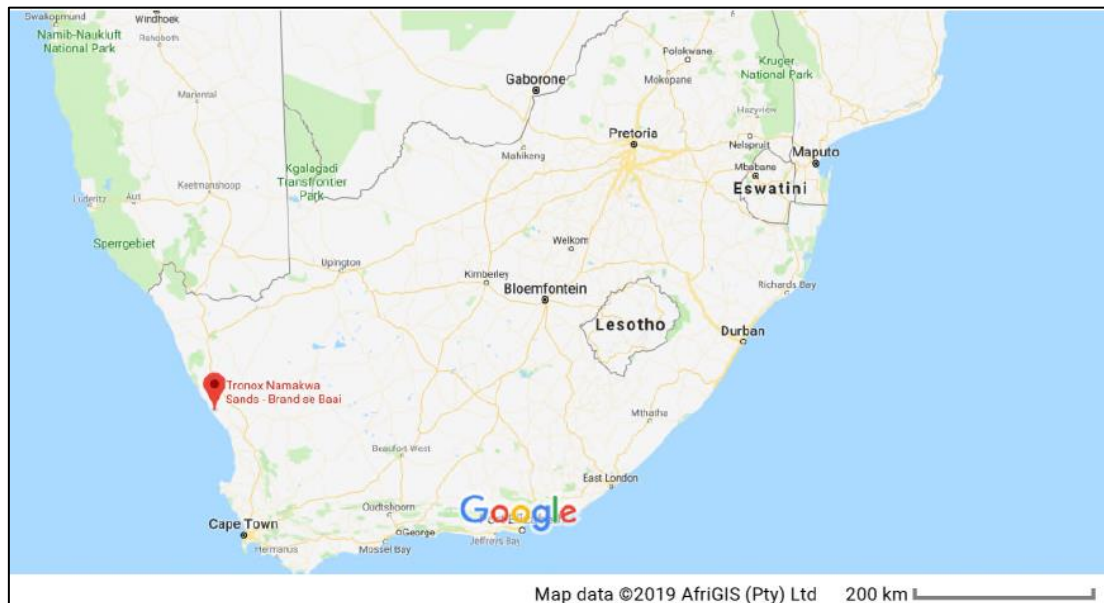 Swakopmund
Windhoek
Namib-Naukluft
National Park
Rehoboth
Polokwane
Kruger
National Park
Gaborone
Mokopane
Mariental
Hazyview
Pretoria
Mahikeng
Nelspruit
Maputo
Mbabane
Kgalagadi
Transfrontier
Park
Eswatini
Keetmanshoop
Luderitz
Aus
Sperrgebiet
Welkom
Upington
Kimberley
Bloemfontein
Richards Bay
Lesotho
Durban
Tronox Namakwa
Sands - Brand se Baai
Mthatha
Beaufort West
East London
Oudtshoorn
Google
Cape Town
George
Hermanus
Mossel Bay
Jeffreys Bay
Map data ©2019 AfriGIS (Pty) Ltd 200 km